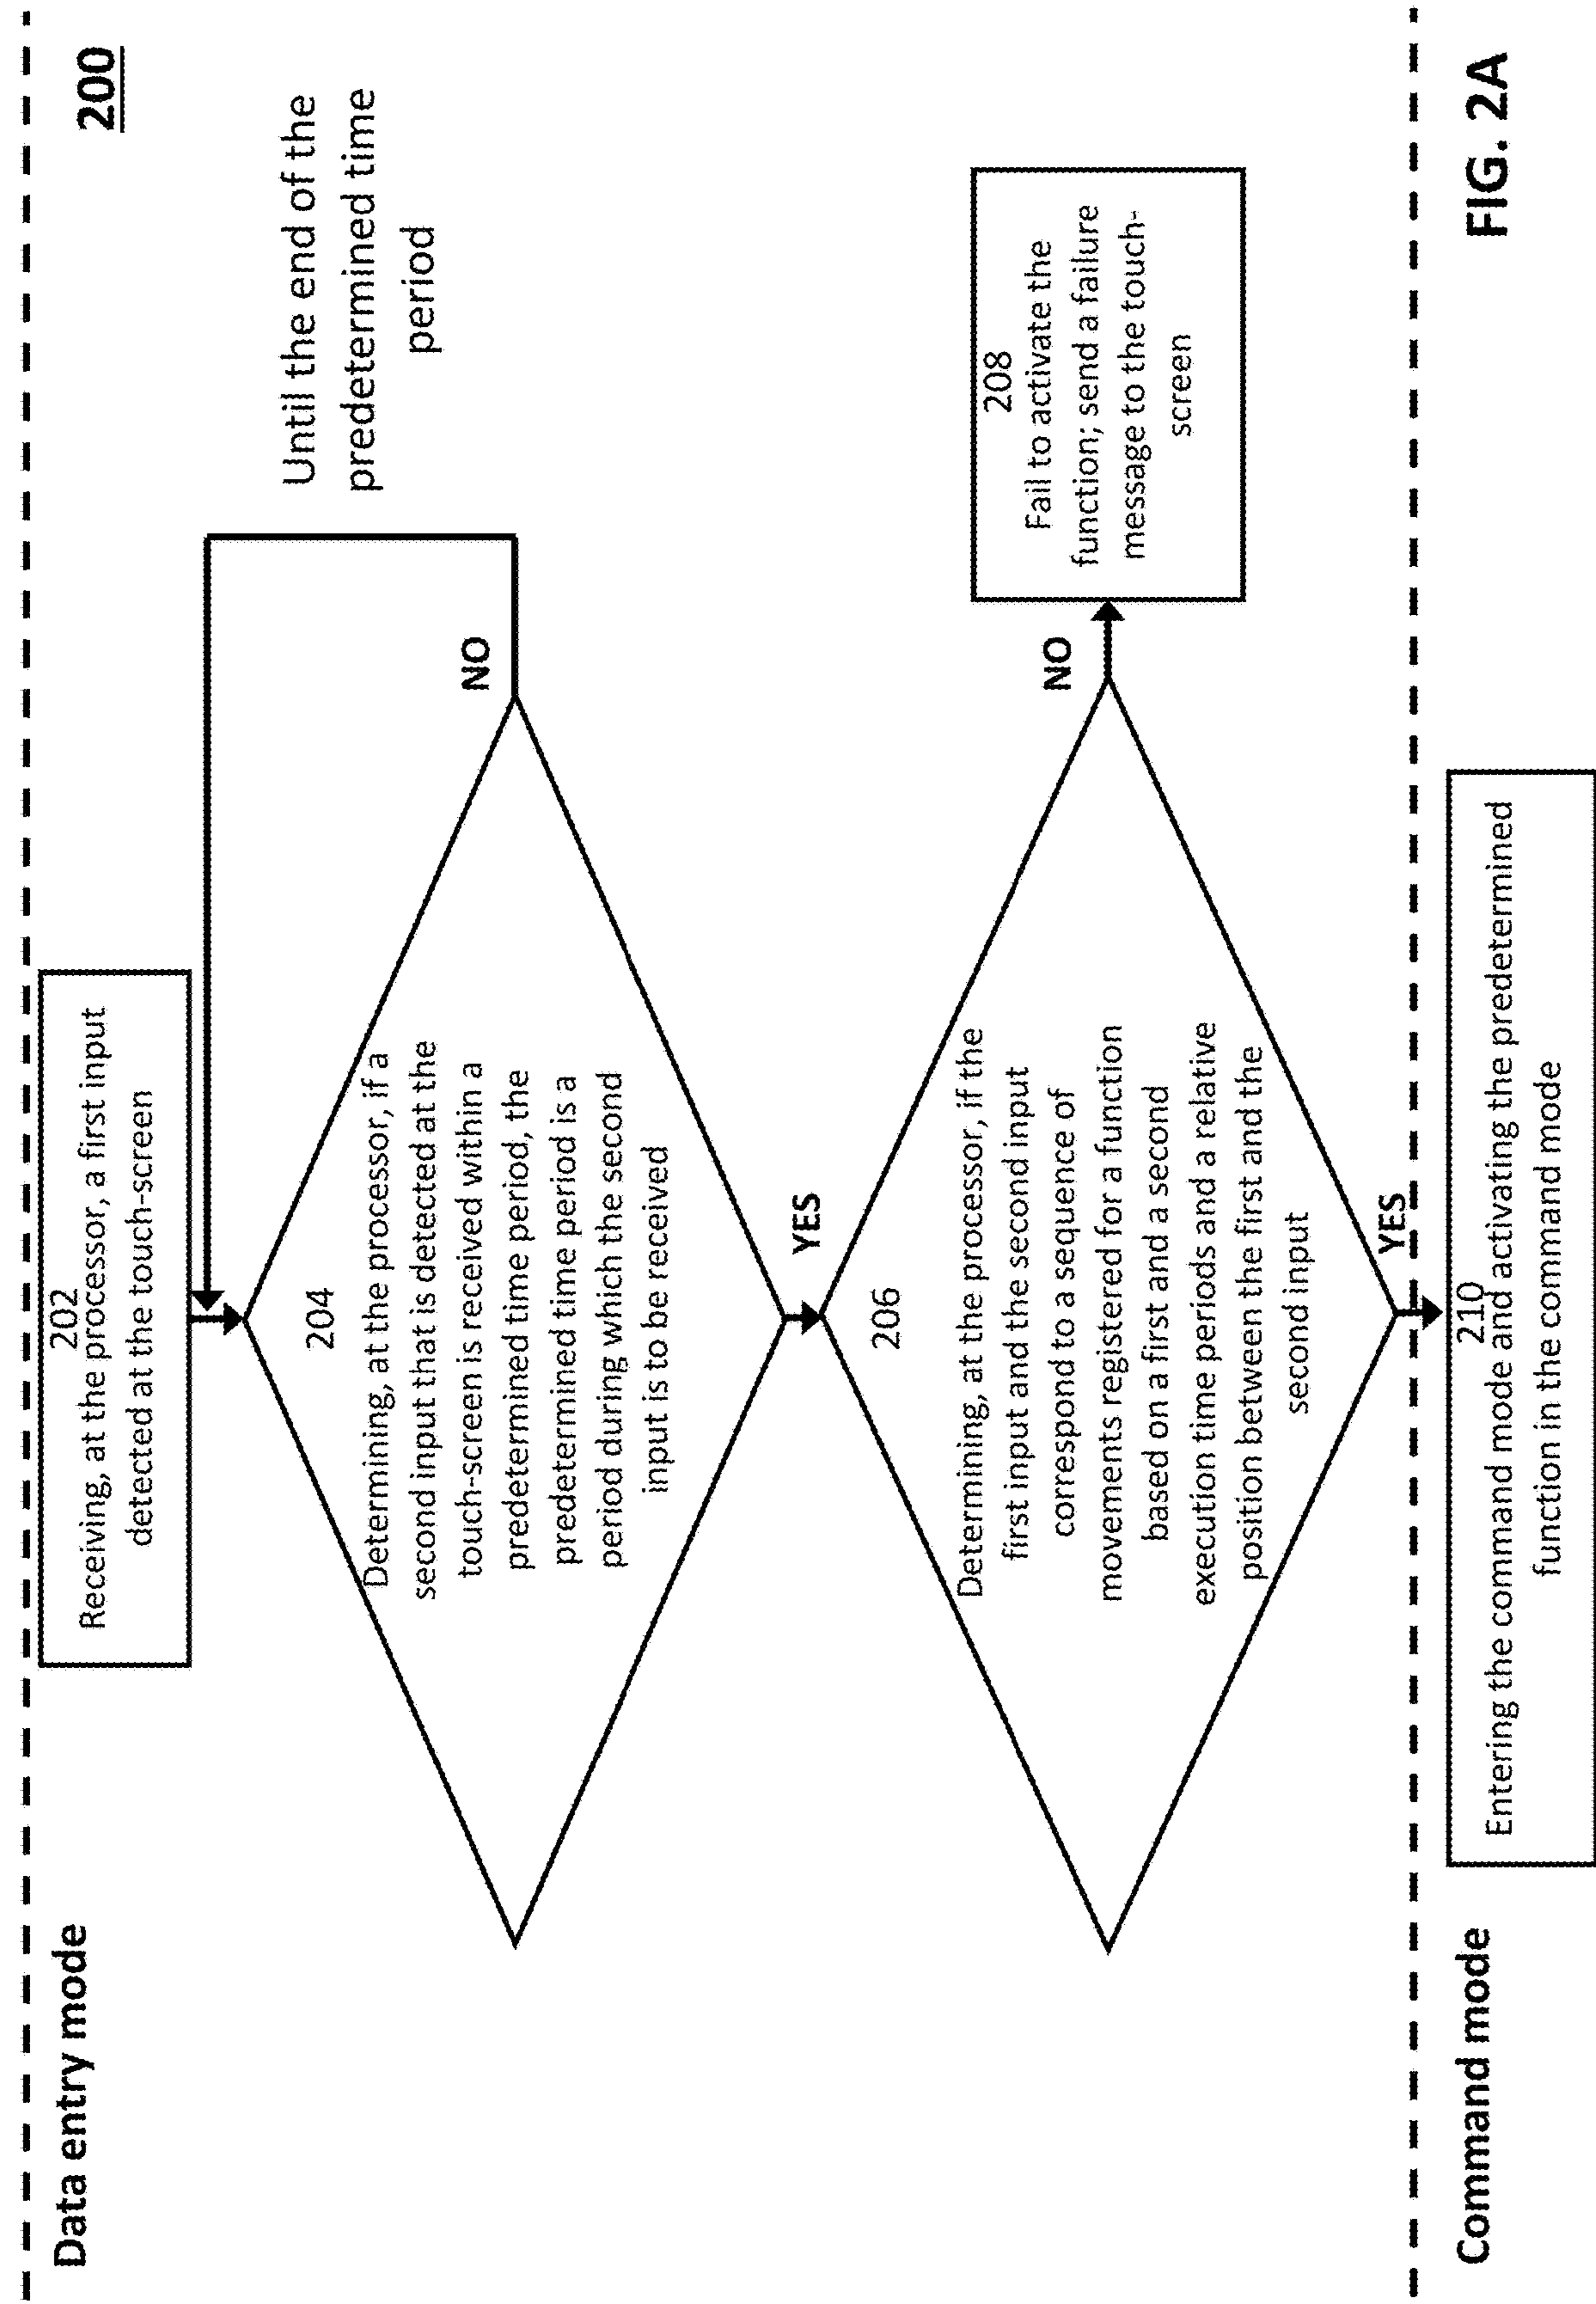 200
Data entry mode
202
Receiving, at the processor, a first input
detected at the touch-screen
Until the end of the
predetermined time
period
204
Determining, at the processor, if a
second input that is detected at the
touch-screen is received within a
predetermined time period, the
predetermined time period is a
period during which the second
input is to be received
NO
YES
206
Determining, at the processor, if the
first input and the second input
correspond to a sequence of
movements registered for a function
based on a first and a second
execution time periods and a relative
position between the first and the
second input
NO
208
Fail to activate the
function; send a failure
message to the touch-
screen
YES
Command mode
210
Entering the command mode and activating the predetermined
function in the command mode
FIG. 2A